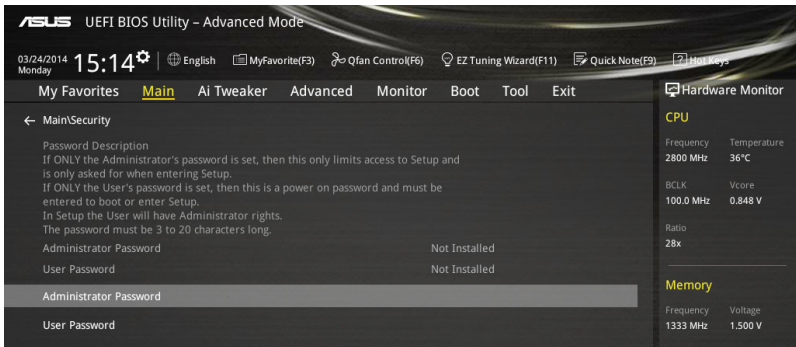 ASUS UEFI BIOS Utility – Advanced Mode
03/24/2014 Monday 15:14 English MyFavorite(F3) Qfan Control(F6) EZ Tuning Wizard(F11) Quick Note(F9) ? Hot Keys
My Favorites Main Ai Tweaker Advanced Monitor Boot Tool Exit
← Main\Security
Password Description
If ONLY the Administrator's password is set, then this only limits access to Setup and
is only asked for when entering Setup.
If ONLY the User's password is set, then this is a power on password and must be
entered to boot or enter Setup.
In Setup the User will have Administrator rights.
The password must be 3 to 20 characters long.
Administrator Password Not Installed
User Password Not Installed
Administrator Password
User Password
Hardware Monitor
CPU
Frequency Temperature
2800 MHz 36°C
BCLK Vcore
100.0 MHz 0.848 V
Ratio
28x
Memory
Frequency Voltage
1333 MHz 1.500 V